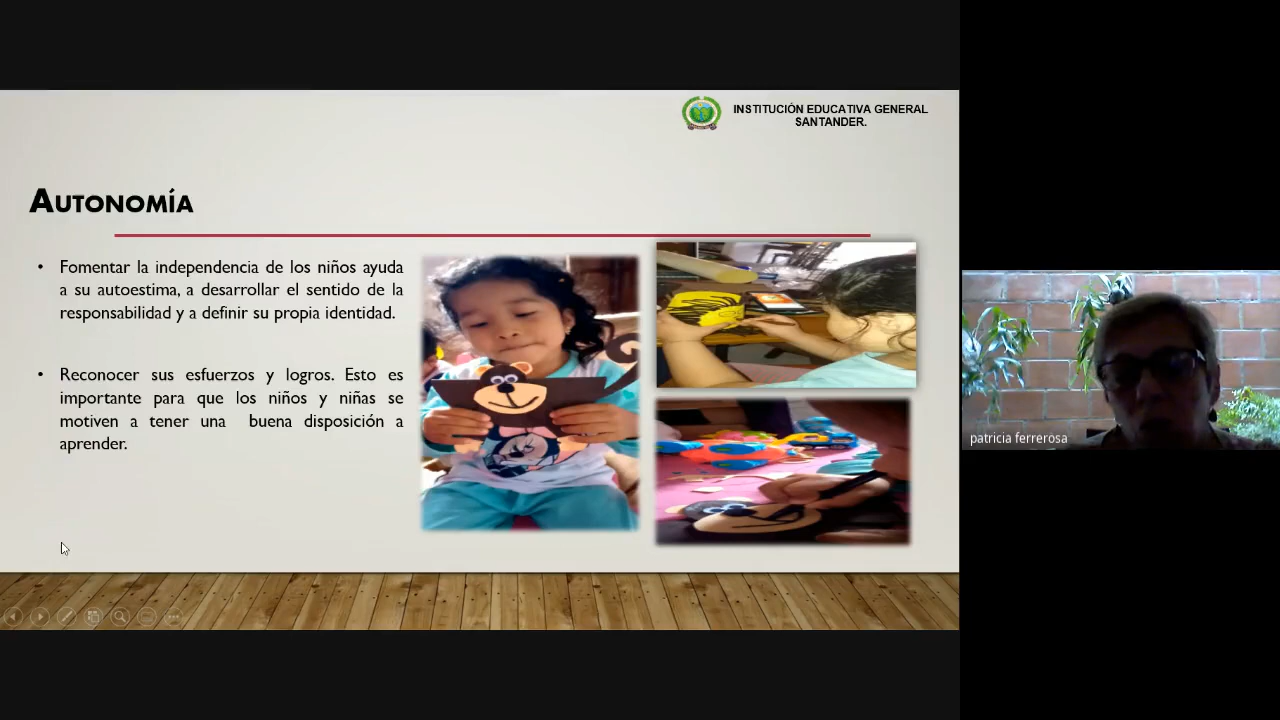 INSTITUCIÓN EDUCATIVA GENERAL
SANTANDER.
AUTONOMÍA
• Fomentar la independencia de los niños ayuda
a su autoestima, a desarrollar el sentido de la
responsabilidad y a definir su propia identidad.
• Reconocer sus esfuerzos y logros. Esto es
importante para que los niños y niñas se
motiven a tener una buena disposición a
aprender.
patricia ferrerosa